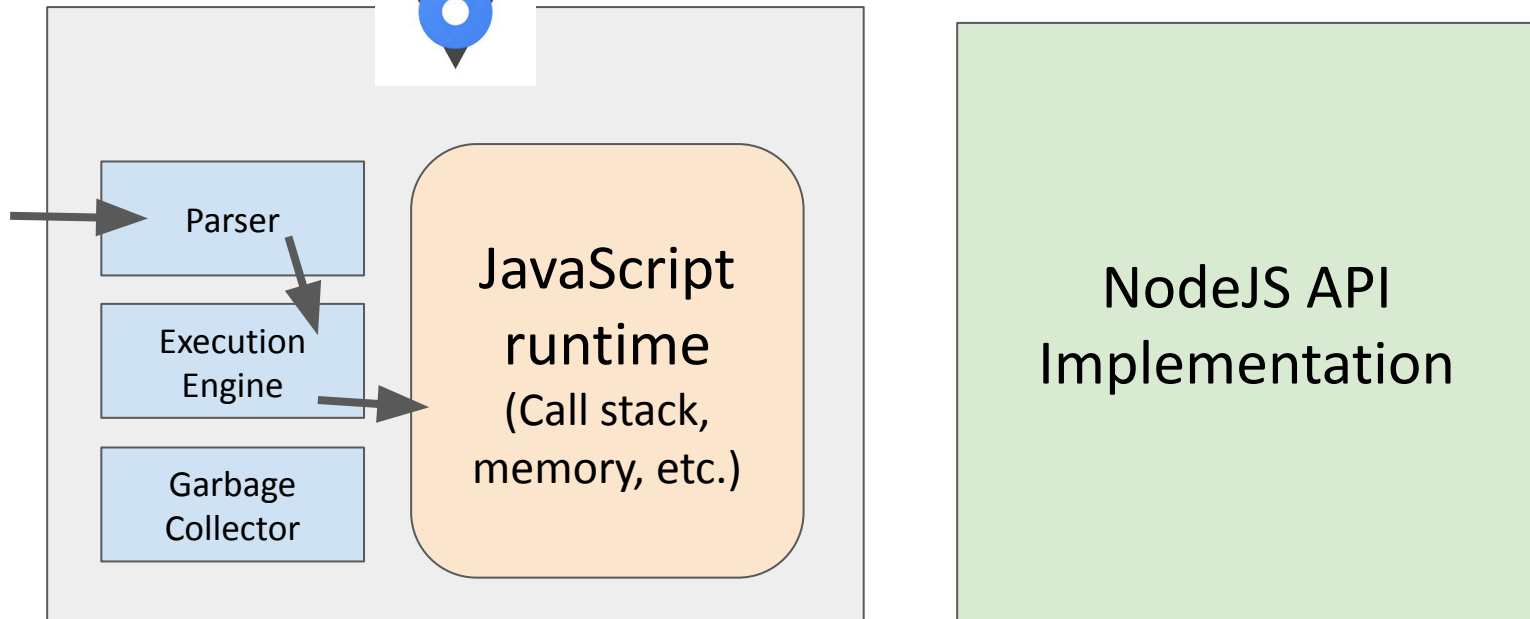 Parser
Execution
Engine
Garbage
Collector
JavaScript
runtime
(Call stack,
memory, etc.)
NodeJS API
Implementation